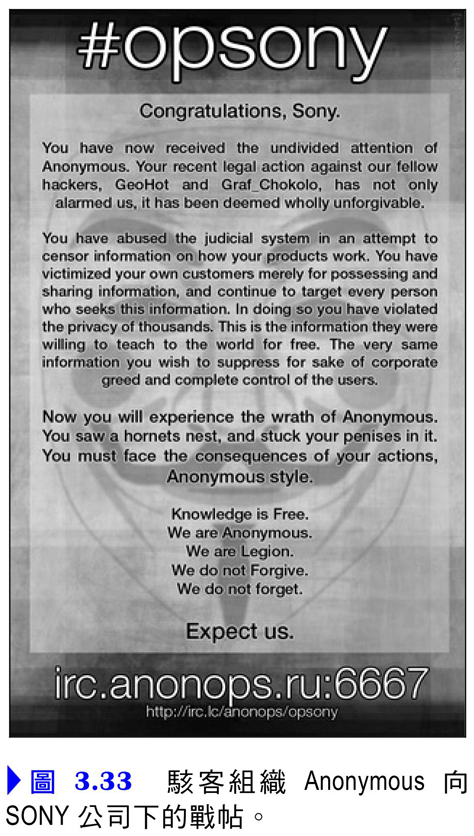 #opsony
Congratulations, Sony.
You have now received the undivided attention of
Anonymous. Your recent legal action against our fellow
hackers, GeoHot and Graf_Chokolo, has not only
alarmed us, it has been deemed wholly unforgivable.
You have abused the judicial system in an attempt to
censor information on how your products work. You have
victimized your own customers merely for possessing and
sharing information, and continue to target every person
who seeks this information. In doing so you have violated
the privacy of thousands. This is the information they were
willing to teach to the world for free. The very same
information you wish to suppress for sake of corporate
greed and complete control of the users.
Now you will experience the wrath of Anonymous.
You saw a hornets nest, and stuck your penises in it.
You must face the consequences of your actions,
Anonymous style.
Knowledge is Free.
We are Anonymous.
We are Legion.
We do not Forgive.
We do not forget.
Expect us.
irc.anonops.ru:6667
http://irc.lc/anonops/opsony
圖 3.33 駭客組織 Anonymous 向
SONY 公司下的戰帖。